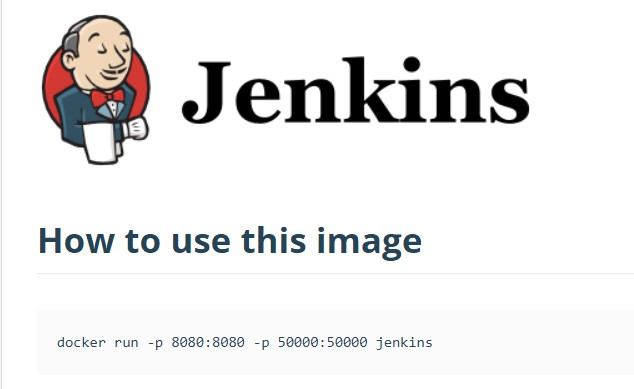 Jenkins
How to use this image
docker run -p 8080:8080 -p 50000:50000 jenkins